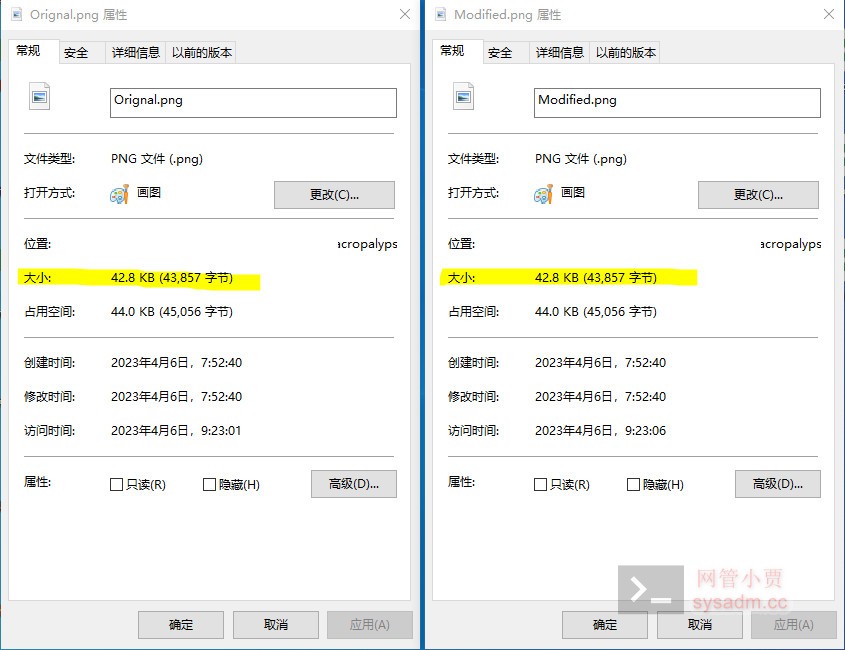 Orignal.png 属性
常规 安全 详细信息 以前的版本
Orignal.png
文件类型: PNG 文件 (.png)
打开方式: 画图 更改(C)...
位置: acropalyps
大小: 42.8 KB (43,857 字节)
占用空间: 44.0 KB (45,056 字节)
创建时间: 2023年4月6日，7:52:40
修改时间: 2023年4月6日，7:52:40
访问时间: 2023年4月6日，9:23:01
属性: 只读(R) 隐藏(H) 高级(D)...
确定 取消 应用(A)
Modified.png 属性
常规 安全 详细信息 以前的版本
Modified.png
文件类型: PNG 文件 (.png)
打开方式: 画图 更改(C)...
位置: acropalyps
大小: 42.8 KB (43,857 字节)
占用空间: 44.0 KB (45,056 字节)
创建时间: 2023年4月6日，7:52:40
修改时间: 2023年4月6日，7:52:40
访问时间: 2023年4月6日，9:23:06
属性: 只读(R) 隐藏(H) 高级(D)...
网管小贾
sysadm.cc
确定 取消 应用(A)